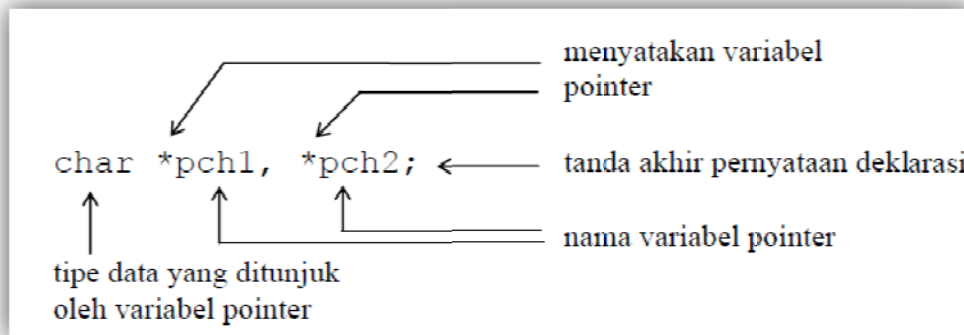 menyatakan variabel
pointer
char *pch1, *pch2;
tanda akhir pernyataan deklarasi
nama variabel pointer
tipe data yang ditunjuk
oleh variabel pointer